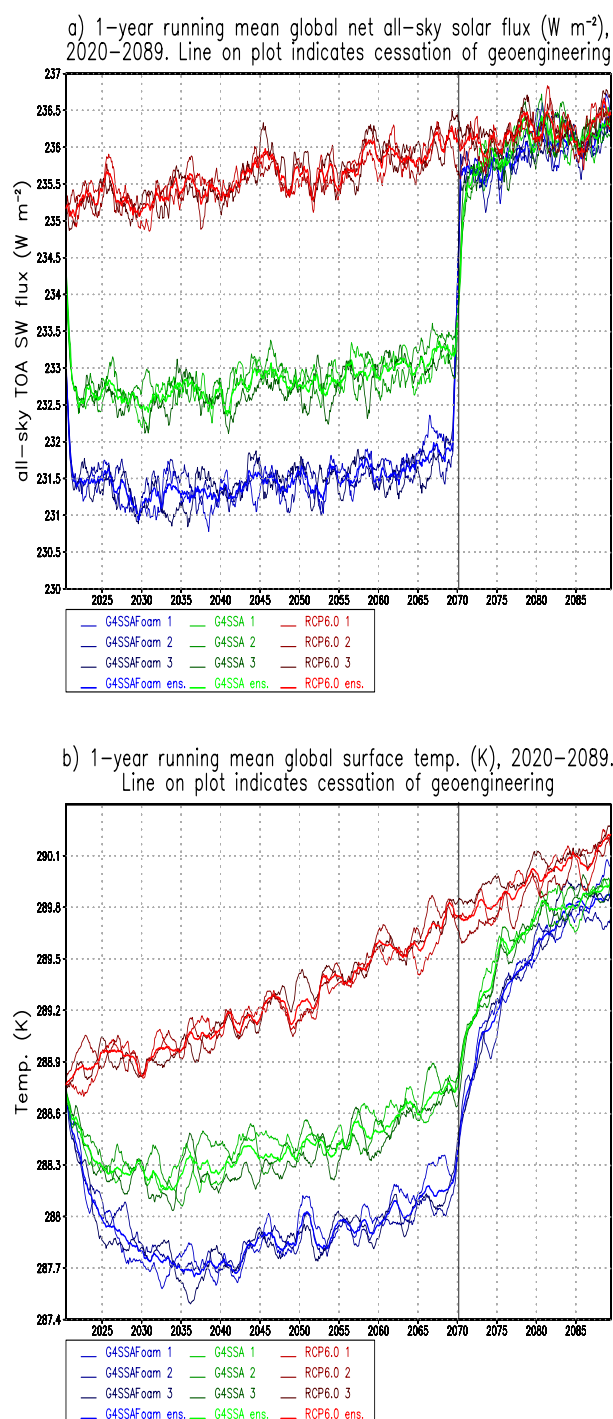 a) 1-year running mean global net all-sky solar flux (W m⁻²),
2020-2089. Line on plot indicates cessation of geoengineering
237
236.5
236
235.5
235
234.5
234
233.5
233
232.5
232
231.5
231
230.5
230
all-sky TOA SW flux (W m⁻²)
2025 2030 2035 2040 2045 2050 2055 2060 2065 2070 2075 2080 2085
G4SSAFoam 1 G4SSA 1 RCP6.0 1
G4SSAFoam 2 G4SSA 2 RCP6.0 2
G4SSAFoam 3 G4SSA 3 RCP6.0 3
G4SSAFoam ens. G4SSA ens. RCP6.0 ens.
b) 1-year running mean global surface temp. (K), 2020-2089.
Line on plot indicates cessation of geoengineering
290.1
289.8
289.5
289.2
288.9
288.6
288.3
288
287.7
287.4
Temp. (K)
2025 2030 2035 2040 2045 2050 2055 2060 2065 2070 2075 2080 2085
G4SSAFoam 1 G4SSA 1 RCP6.0 1
G4SSAFoam 2 G4SSA 2 RCP6.0 2
G4SSAFoam 3 G4SSA 3 RCP6.0 3
G4SSAFoam ens. G4SSA ens. RCP6.0 ens.